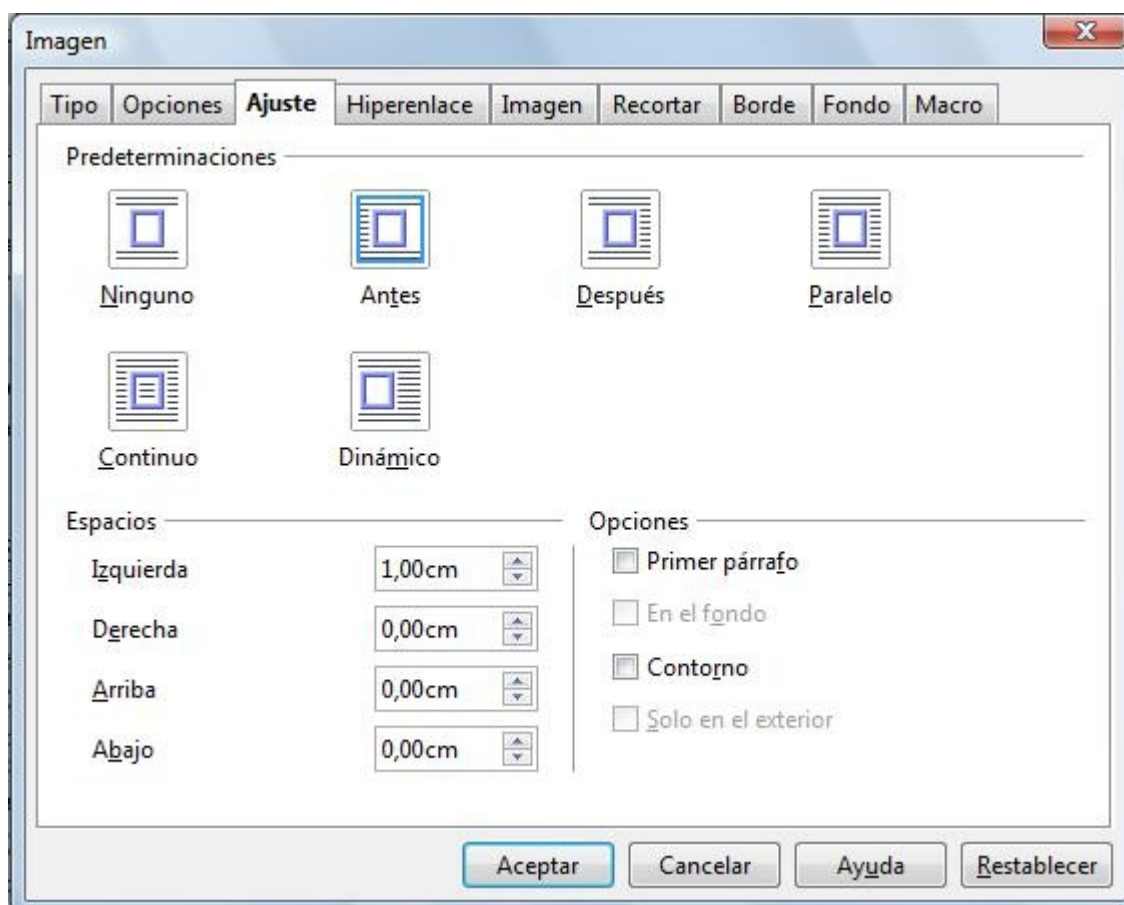 Imagen
Tipo Opciones Ajuste Hiperenlace Imagen Recortar Borde Fondo Macro
Predeterminaciones
Ninguno Antes Después Paralelo
Continuo Dinámico
Espacios Opciones
Izquierda 1,00cm Primer párrafo
Derecha 0,00cm En el fondo
Arriba 0,00cm Contorno
Abajo 0,00cm Solo en el exterior
Aceptar Cancelar Ayuda Restablecer